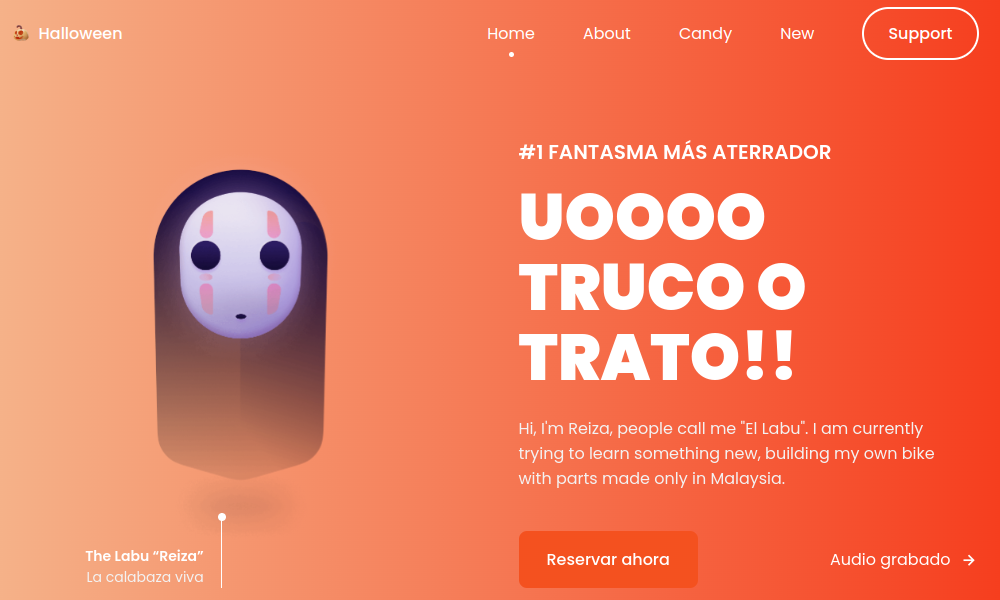 Halloween
Home
About
Candy
New
Support
#1 FANTASMA MÁS ATERRADOR
UOOOO
TRUCO O
TRATO!!
Hi, I'm Reiza, people call me "El Labu". I am currently
trying to learn something new, building my own bike
with parts made only in Malaysia.
The Labu “Reiza”
La calabaza viva
Reservar ahora
Audio grabado